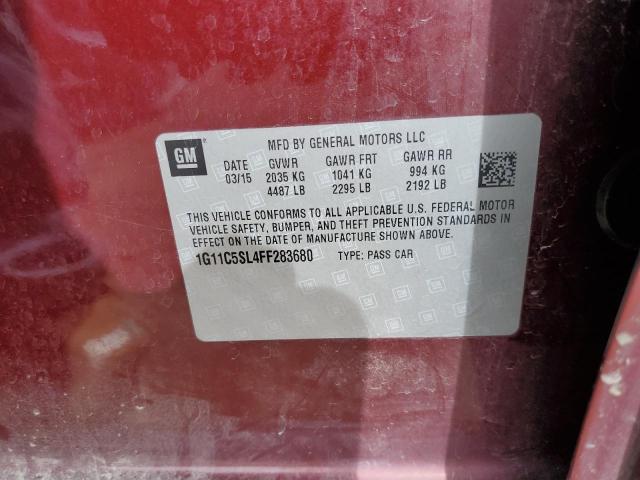 GM
MFD BY GENERAL MOTORS LLC
DATE GVWR GAWR FRT GAWR RR
03/15 2035 KG 1041 KG 994 KG
4487 LB 2295 LB 2192 LB
THIS VEHICLE CONFORMS TO ALL APPLICABLE U.S. FEDERAL MOTOR
VEHICLE SAFETY, BUMPER, AND THEFT PREVENTION STANDARDS IN
EFFECT ON THE DATE OF MANUFACTURE SHOWN ABOVE.
1G11C5SL4FF283680 TYPE: PASS CAR